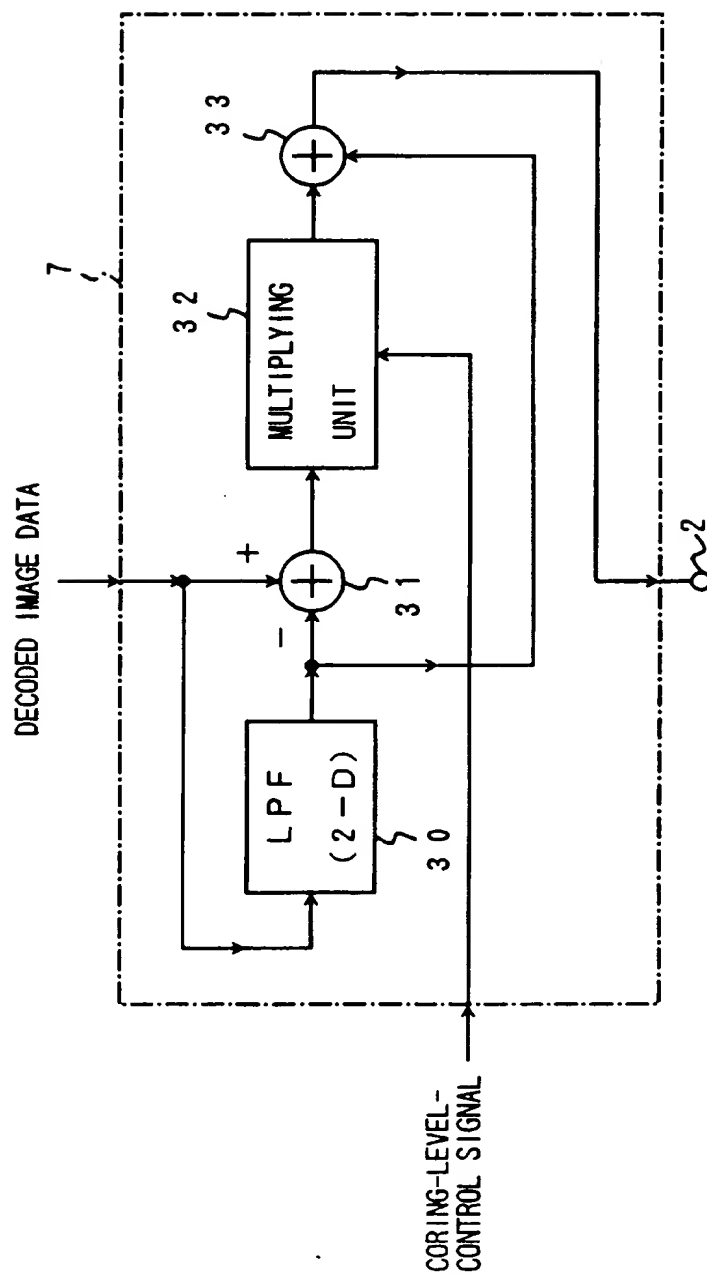 DECODED IMAGE DATA
7
+
-
LPF
(2-D)
30
+
31
MULTIPLYING
UNIT
32
+
33
CORING-LEVEL-
CONTROL SIGNAL
2